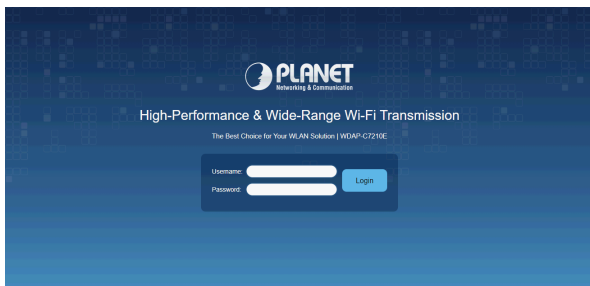 PLANET
Networking & Communication
High-Performance & Wide-Range Wi-Fi Transmission
The Best Choice for Your WLAN Solution | WDAP-C7210E
Username:
Password:
Login